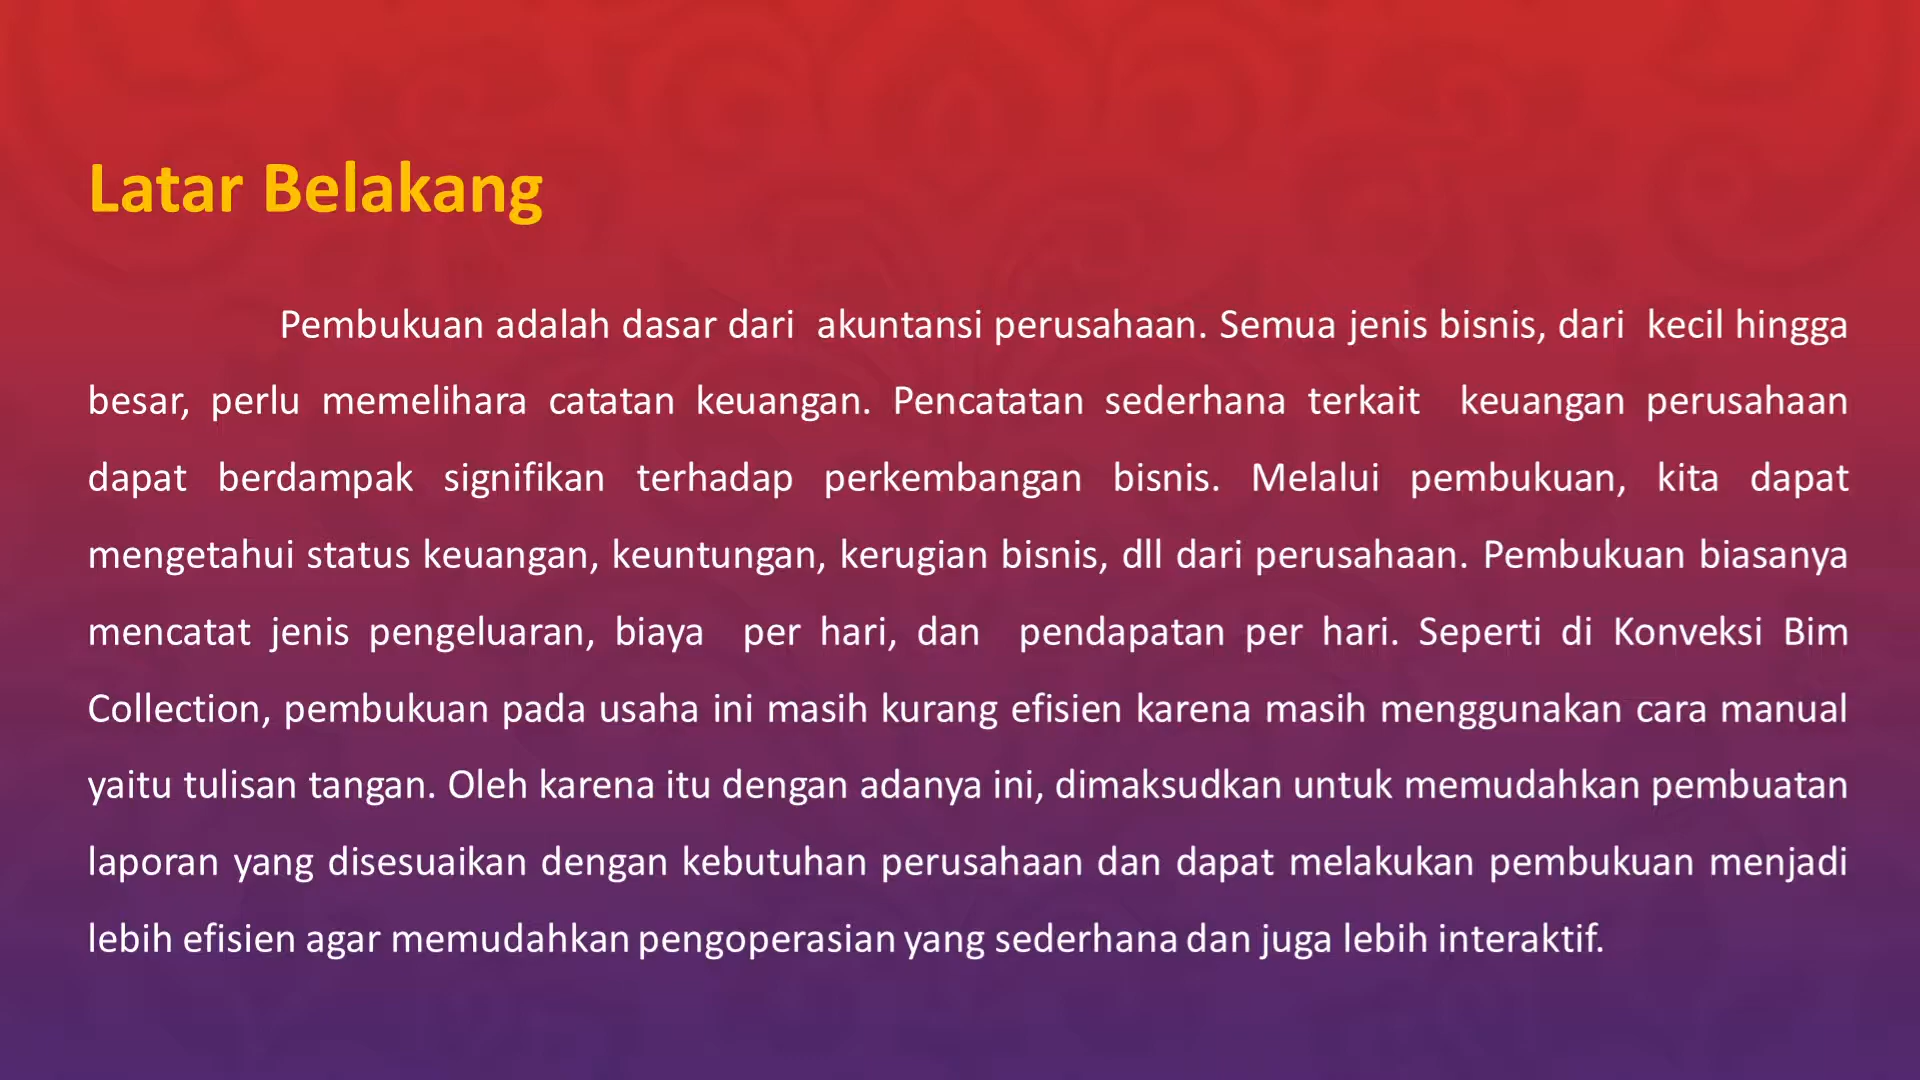 Latar Belakang
Pembukuan adalah dasar dari akuntansi perusahaan. Semua jenis bisnis, dari kecil hingga
besar, perlu memelihara catatan keuangan. Pencatatan sederhana terkait keuangan perusahaan
dapat berdampak signifikan terhadap perkembangan bisnis. Melalui pembukuan, kita dapat
mengetahui status keuangan, keuntungan, kerugian bisnis, dll dari perusahaan. Pembukuan biasanya
mencatat jenis pengeluaran, biaya per hari, dan pendapatan per hari. Seperti di Konveksi Bim
Collection, pembukuan pada usaha ini masih kurang efisien karena masih menggunakan cara manual
yaitu tulisan tangan. Oleh karena itu dengan adanya ini, dimaksudkan untuk memudahkan pembuatan
laporan yang disesuaikan dengan kebutuhan perusahaan dan dapat melakukan pembukuan menjadi
lebih efisien agar memudahkan pengoperasian yang sederhana dan juga lebih interaktif.